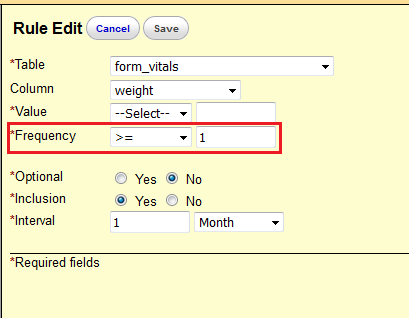 Rule Edit Cancel Save
*Table form_vitals
Column weight
*Value --Select--
*Frequency >= 1
*Optional Yes No
*Inclusion Yes No
*Interval 1 Month
*Required fields